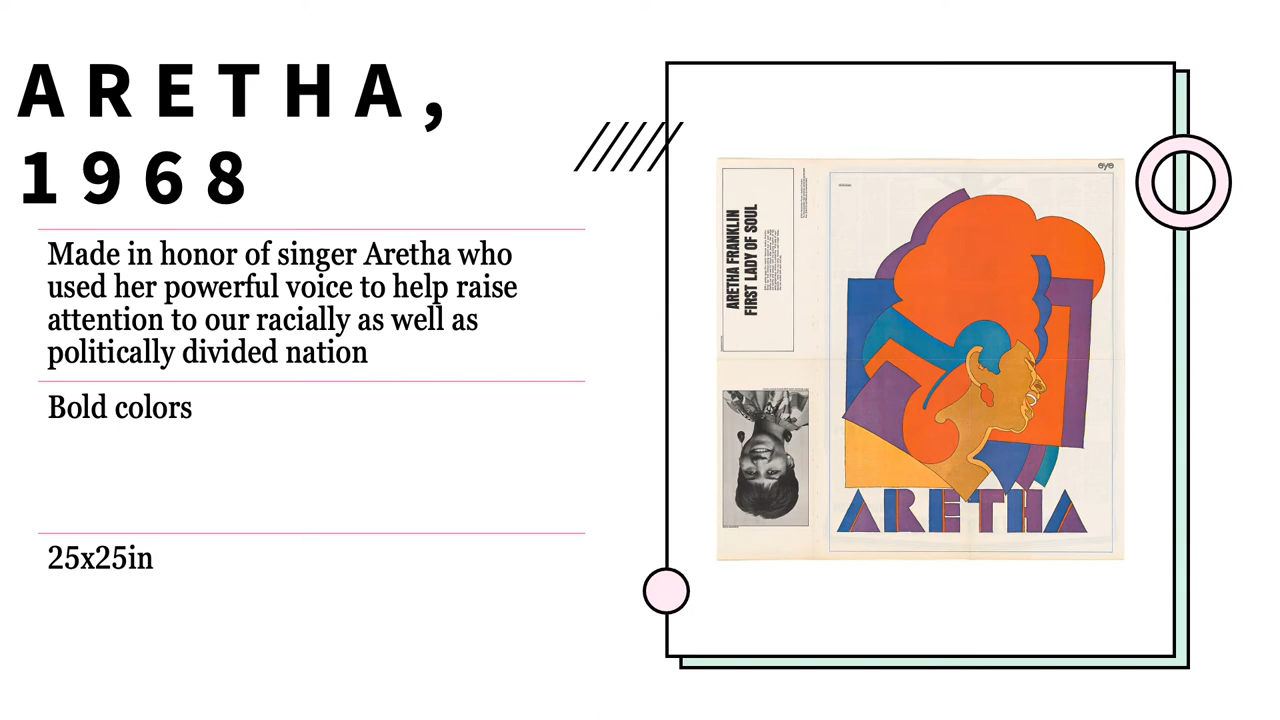 ARETHA,
1968
Made in honor of singer Aretha who
used her powerful voice to help raise
attention to our racially as well as
politically divided nation
Bold colors
25x25in
ARETHA FRANKLIN
FIRST LADY OF SOUL
eye
ARETHA